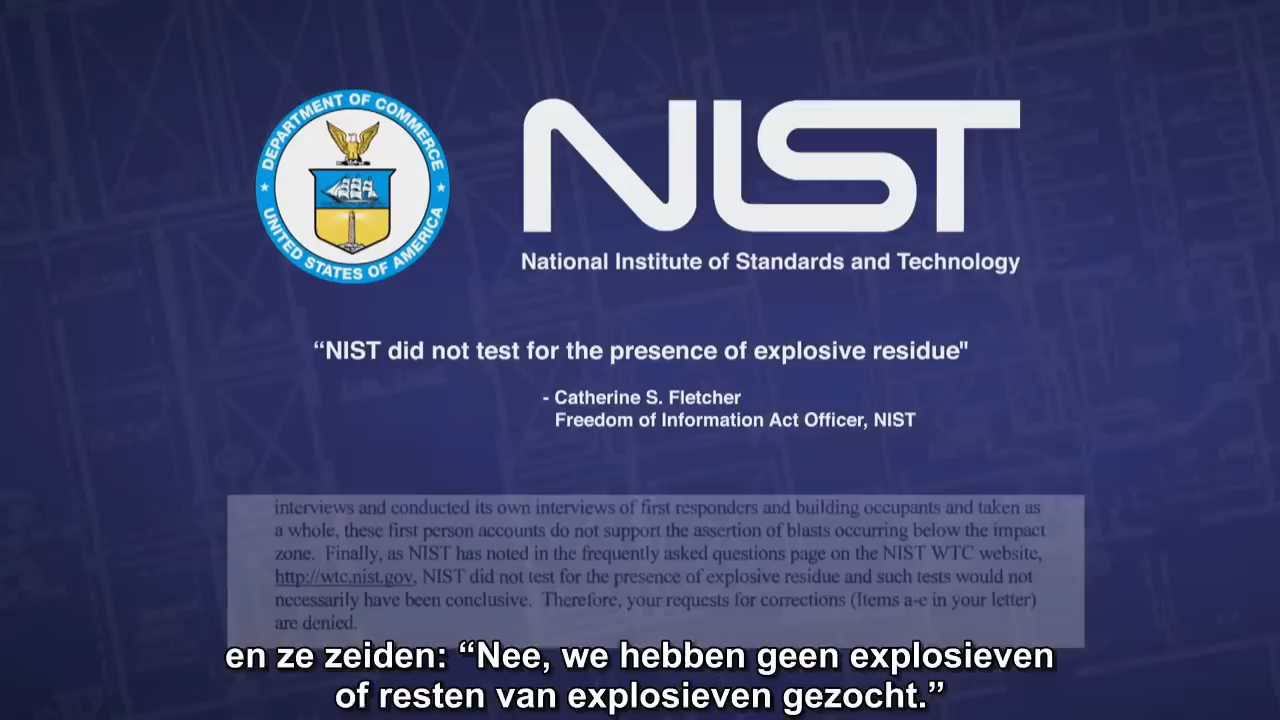 DEPARTMENT OF COMMERCE
UNITED STATES OF AMERICA
NIST
National Institute of Standards and Technology
“NIST did not test for the presence of explosive residue"
- Catherine S. Fletcher
Freedom of Information Act Officer, NIST
interviews and conducted its own interviews of first responders and building occupants and taken as
a whole, these first person accounts do not support the assertion of blasts occurring below the impact
zone. Finally, as NIST has noted in the frequently asked questions page on the NIST WTC website,
http://wtc.nist.gov, NIST did not test for the presence of explosive residue and such tests would not
necessarily have been conclusive. Therefore, your requests for corrections (Items a-e in your letter)
are denied.
en ze zeiden: “Nee, we hebben geen explosieven
of resten van explosieven gezocht.”